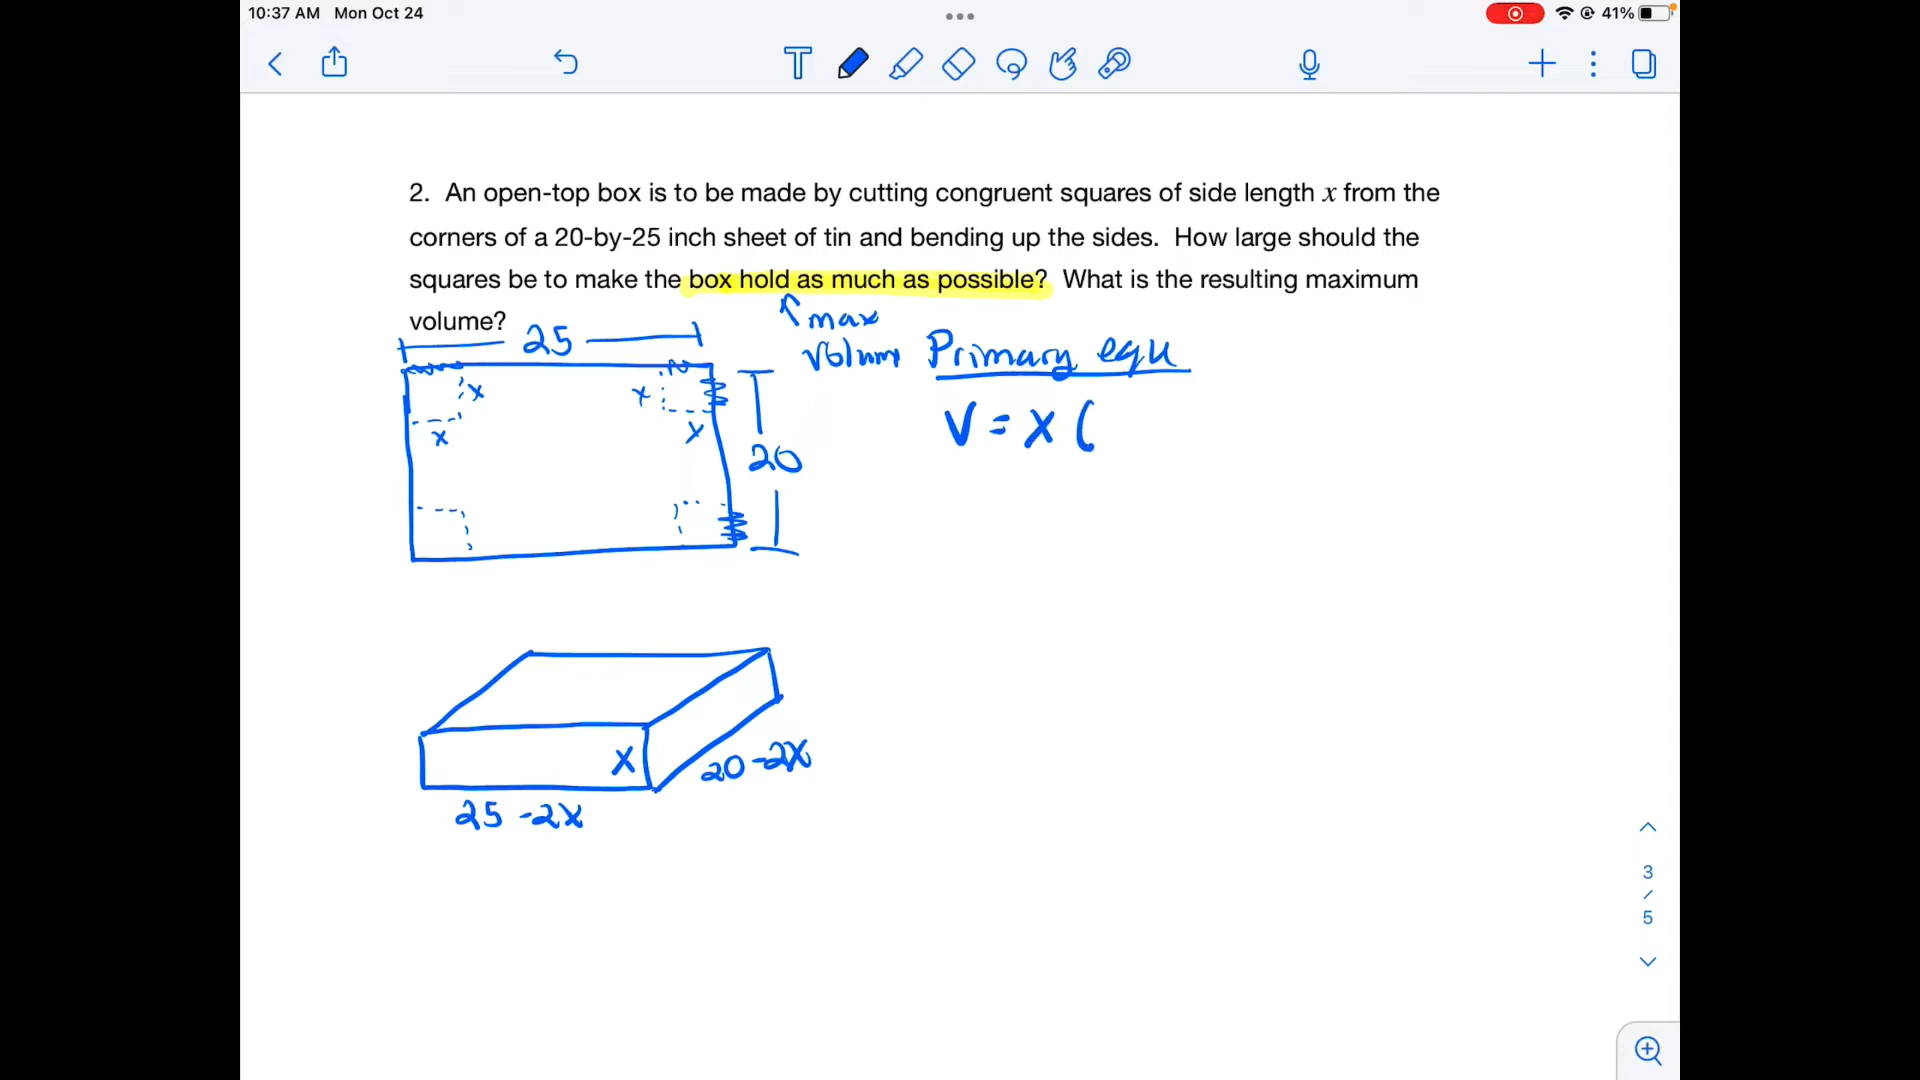 10:37 AM Mon Oct 24
41%
2. An open-top box is to be made by cutting congruent squares of side length x from the
corners of a 20-by-25 inch sheet of tin and bending up the sides. How large should the
squares be to make the box hold as much as possible? What is the resulting maximum
volume?
25
max
volume
Primary equ
x
x
x
x
20
V = x (
x
20 - 2x
25 - 2x
3
/
5